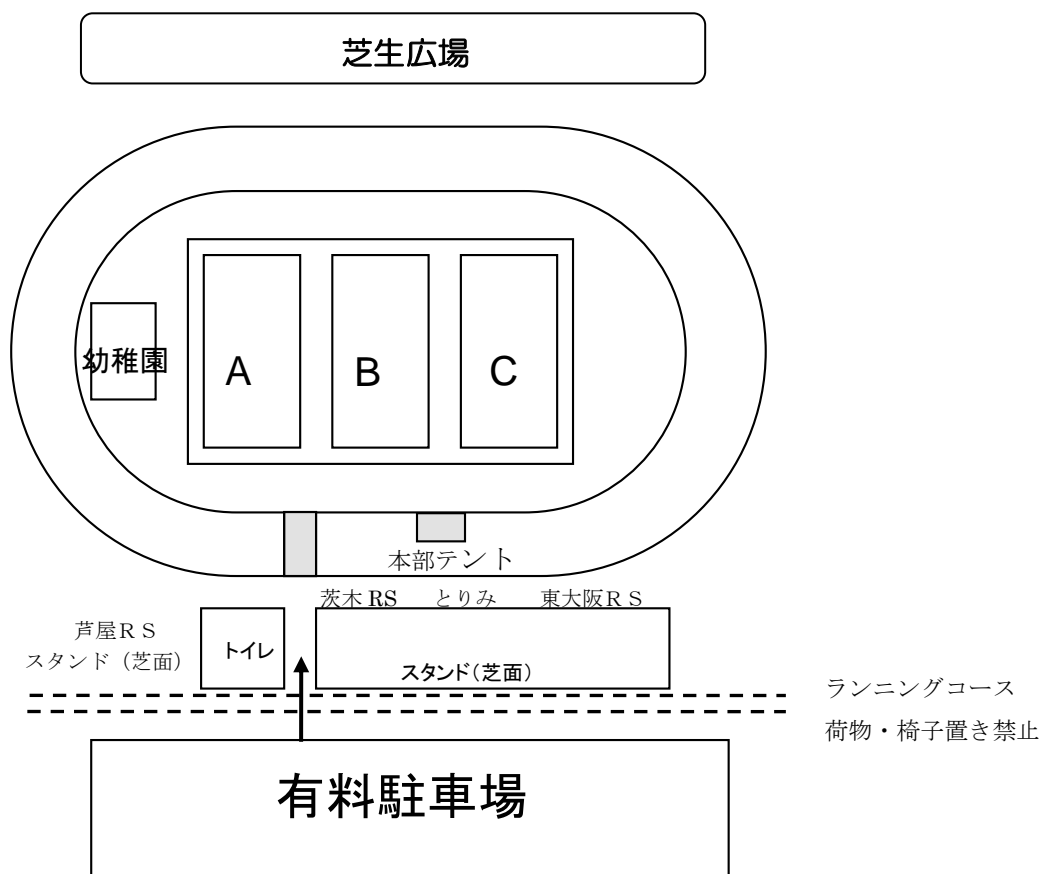 芝生広場
幼稚園
A
B
C
本部テント
茨木 RS とりみ 東大阪ＲＳ
芦屋ＲＳ
スタンド（芝面）
トイレ
スタンド（芝面）
ランニングコース
荷物・椅子置き禁止
有料駐車場